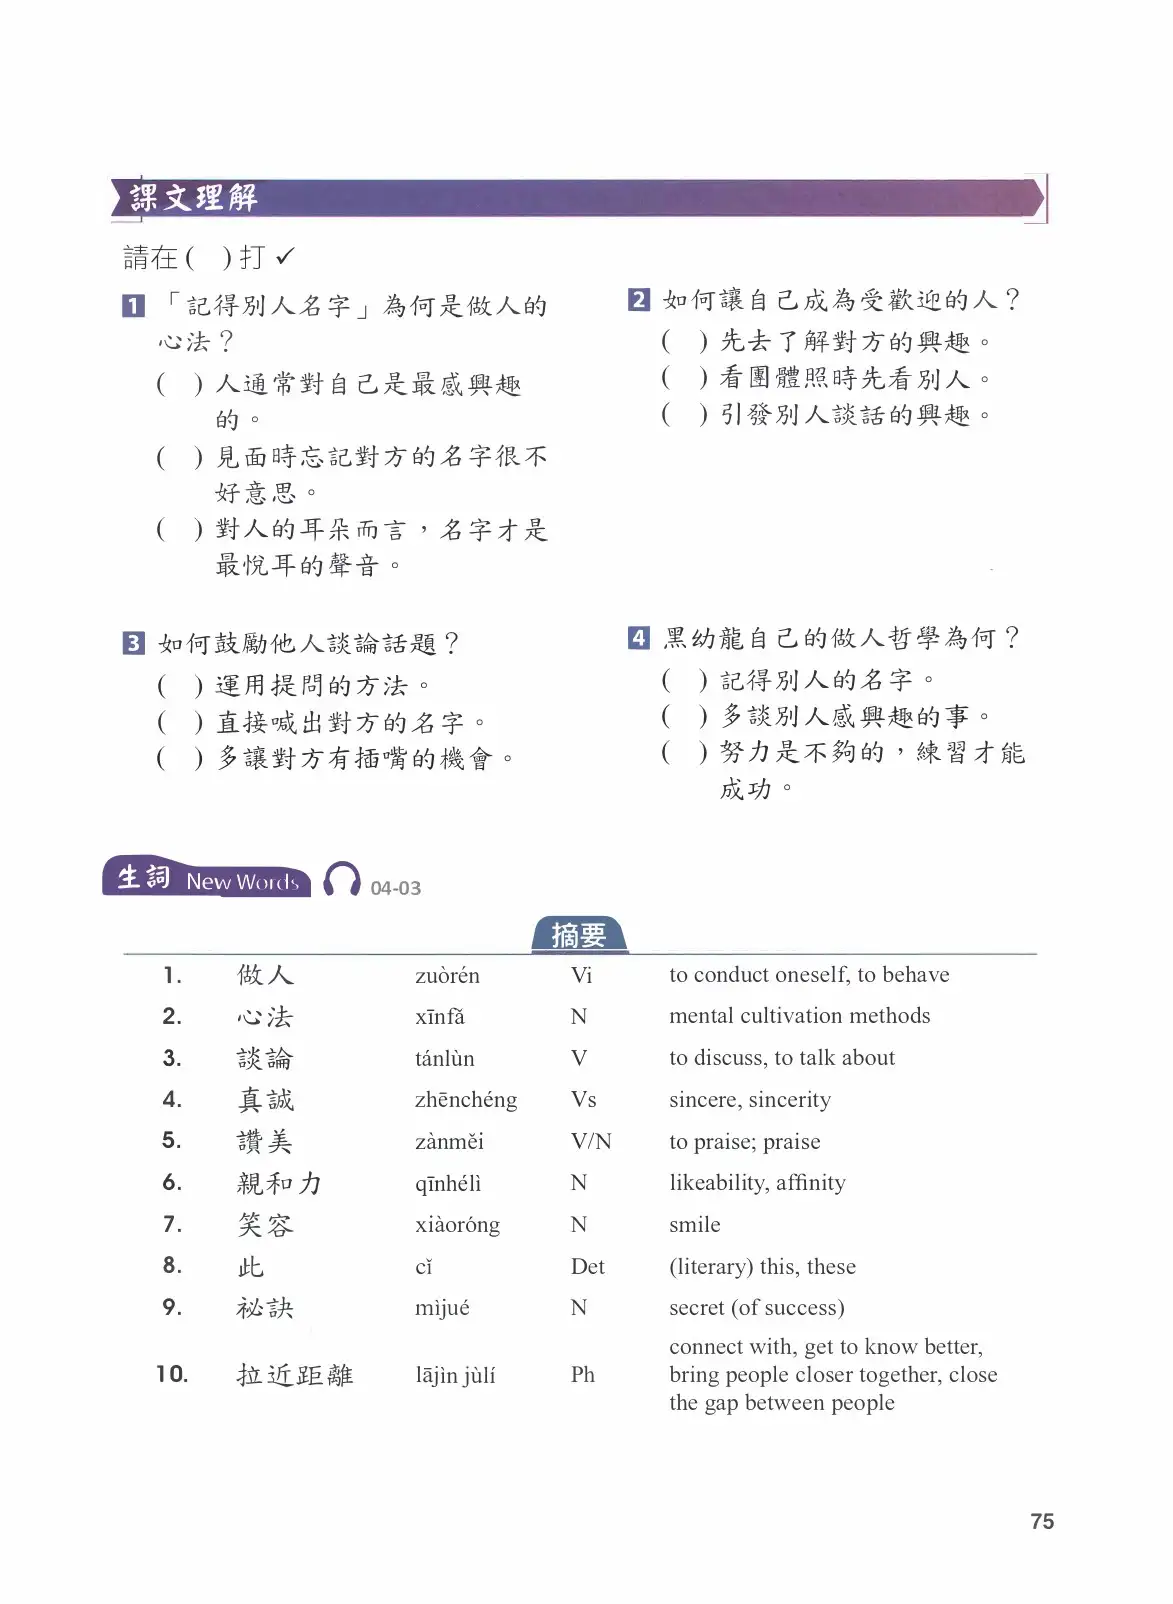 課文理解
請在(　)打✓
1 「記得別人名字」為何是做人的
心法？
(　) 人通常對自己是最感興趣
的。
(　) 見面時忘記對方的名字很不
好意思。
(　) 對人的耳朵而言，名字才是
最悅耳的聲音。
2 如何讓自己成為受歡迎的人？
(　) 先去了解對方的興趣。
(　) 看團體照時先看別人。
(　) 引發別人談話的興趣。
3 如何鼓勵他人談論話題？
(　) 運用提問的方法。
(　) 直接喊出對方的名字。
(　) 多讓對方有插嘴的機會。
4 黑幼龍自己的做人哲學為何？
(　) 記得別人的名字。
(　) 多談別人感興趣的事。
(　) 努力是不夠的，練習才能
成功。
生詞 New Words 04-03
摘要
1. 做人 zuòrén Vi to conduct oneself, to behave
2. 心法 xīnfǎ N mental cultivation methods
3. 談論 tánlùn V to discuss, to talk about
4. 真誠 zhēnchéng Vs sincere, sincerity
5. 讚美 zànměi V/N to praise; praise
6. 親和力 qīnhélì N likeability, affinity
7. 笑容 xiàoróng N smile
8. 此 cǐ Det (literary) this, these
9. 祕訣 mìjué N secret (of success)
10. 拉近距離 lājìn jùlí Ph connect with, get to know better,
bring people closer together, close
the gap between people
75